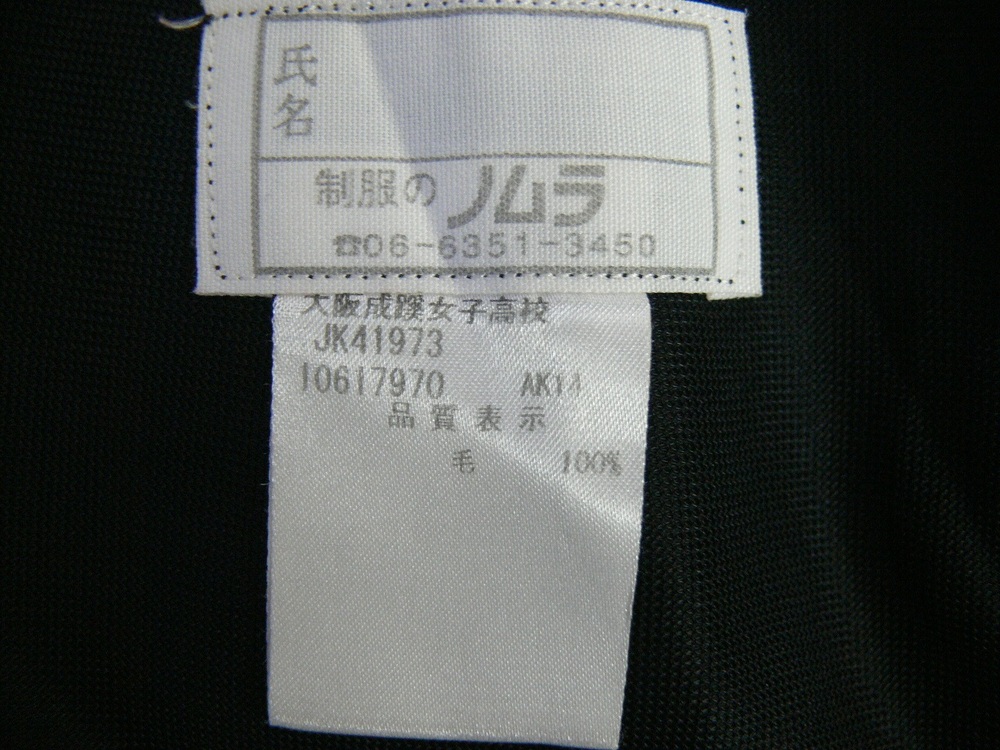 氏名
制服の ノムラ
☎06-6351-3450
大阪成蹊女子高校
JK41973
10617970 AK14
品質表示
毛 100%